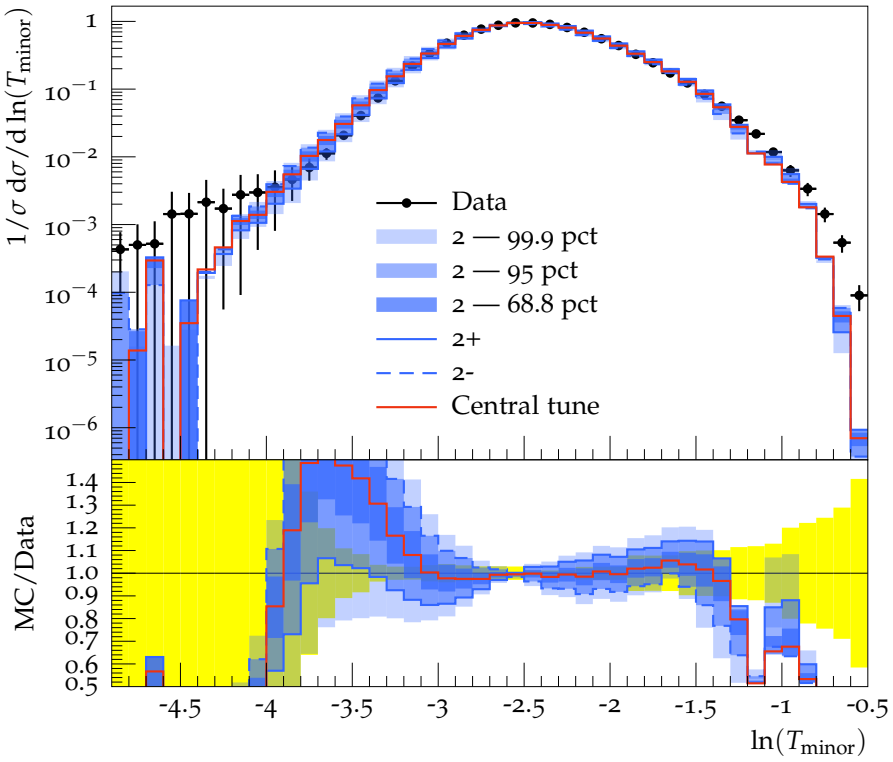 1/σ dσ/d ln(T_minor)
1
10^−1
10^−2
10^−3
10^−4
10^−5
10^−6
Data
2 — 99.9 pct
2 — 95 pct
2 — 68.8 pct
2+
2-
Central tune
MC/Data
1.4
1.3
1.2
1.1
1.0
0.9
0.8
0.7
0.6
0.5
-4.5 -4 -3.5 -3 -2.5 -2 -1.5 -1 -0.5
ln(T_minor)